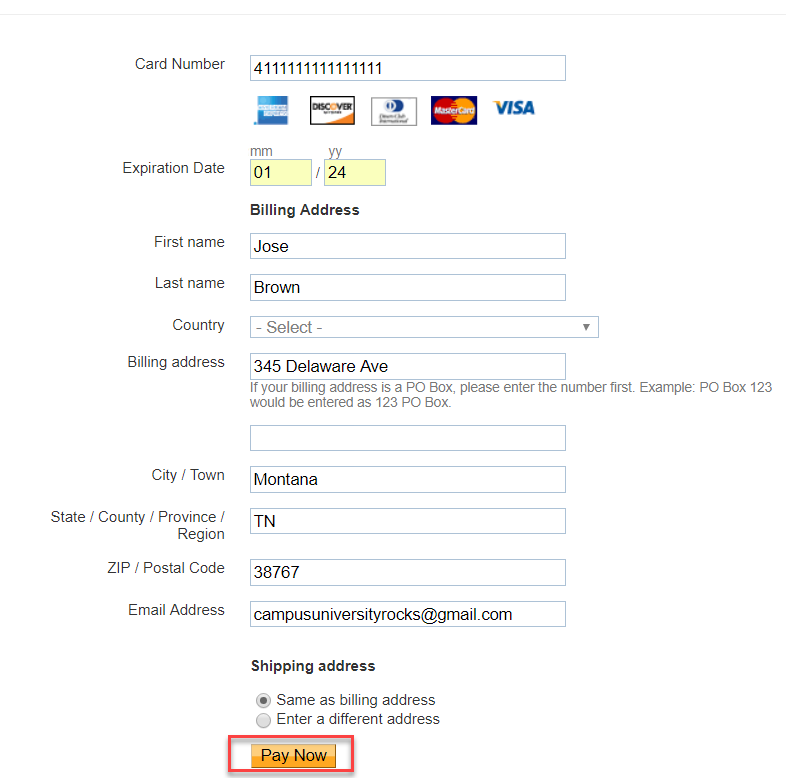 Card Number 4111111111111111
DISCOVER MasterCard VISA
mm yy
Expiration Date 01 / 24
Billing Address
First name Jose
Last name Brown
Country - Select -
Billing address 345 Delaware Ave
If your billing address is a PO Box, please enter the number first. Example: PO Box 123
would be entered as 123 PO Box.
City / Town Montana
State / County / Province /
Region
TN
ZIP / Postal Code 38767
Email Address campusuniversityrocks@gmail.com
Shipping address
Same as billing address
Enter a different address
Pay Now